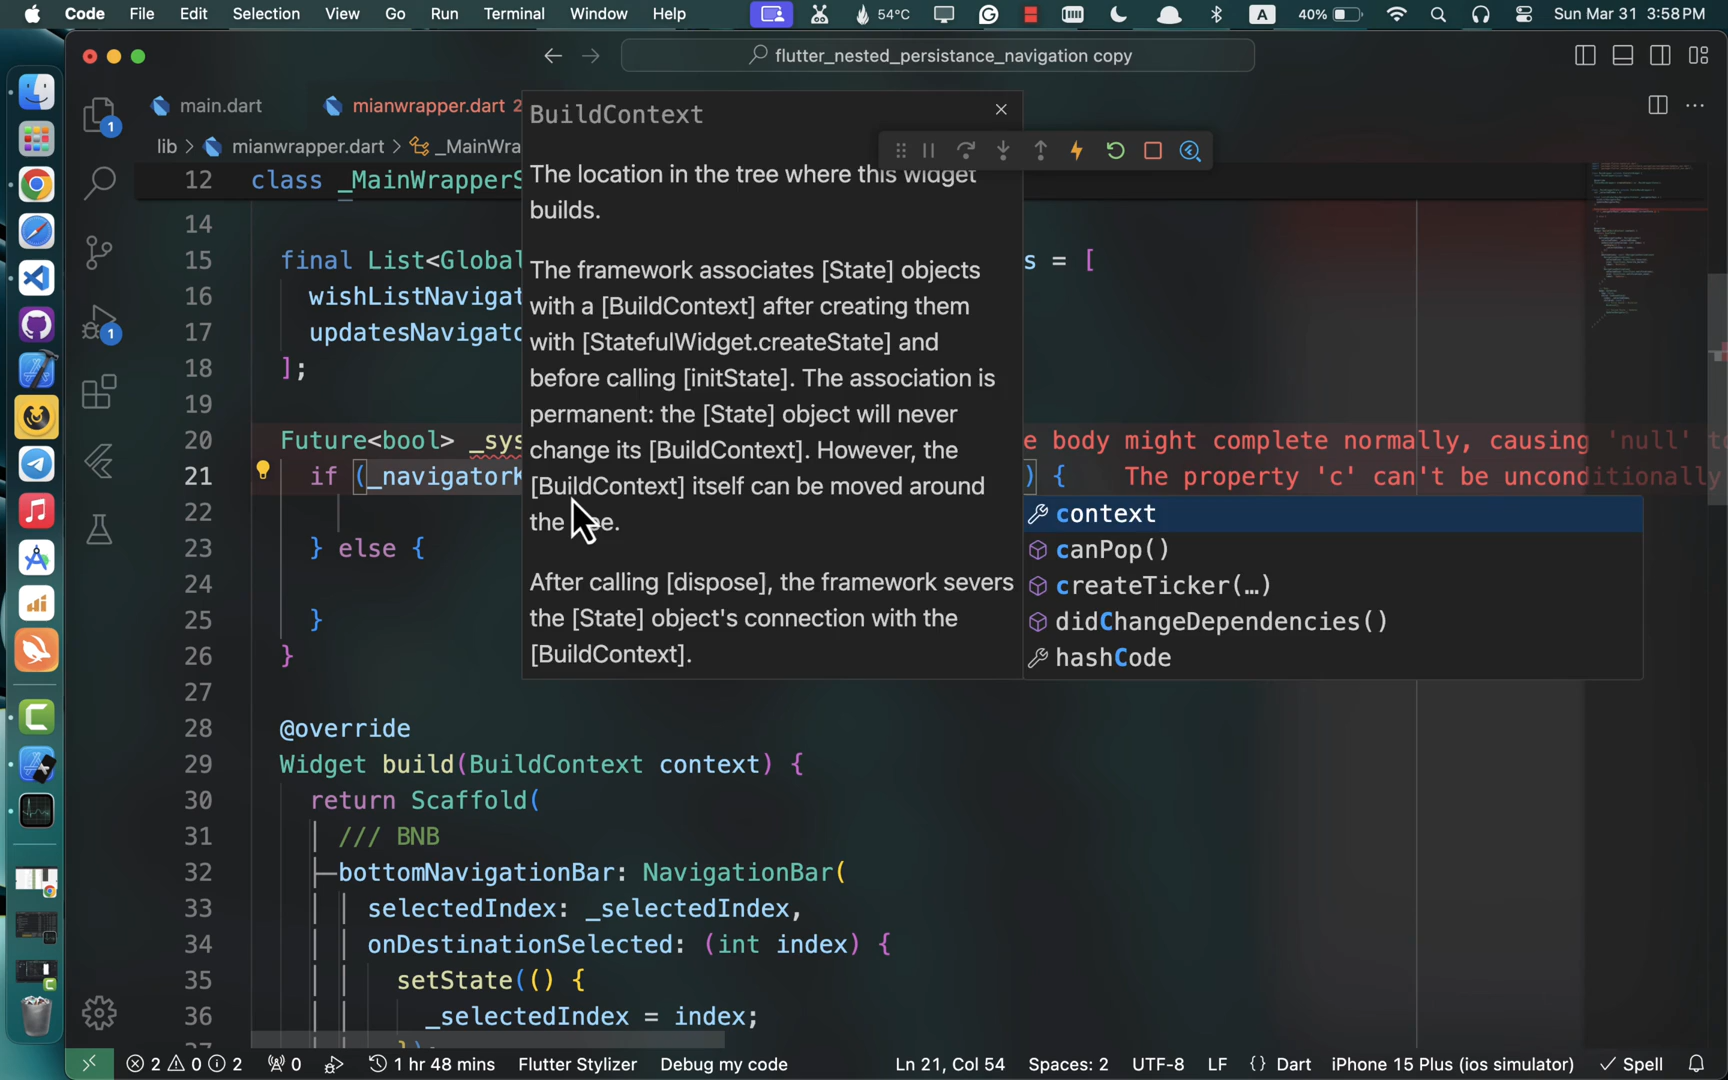 Code File Edit Selection View Go Run Terminal Window Help 54°C A 40% Sun Mar 31 3:58 PM
flutter_nested_persistance_navigation copy
main.dart mianwrapper.dart 2
lib > mianwrapper.dart > _MainWra
BuildContext
The location in the tree where this widget
builds.
The framework associates [State] objects
with a [BuildContext] after creating them
with [StatefulWidget.createState] and
before calling [initState]. The association is
permanent: the [State] object will never
change its [BuildContext]. However, the
[BuildContext] itself can be moved around
the
After calling [dispose], the framework severs
the [State] object's connection with the
[BuildContext].
12 class _MainWrapperS
14
15 final List<Global s = [
16 wishListNavigat
17 updatesNavigato
18 ];
19
20 Future<bool> _sys e body might complete normally, causing 'null' to
21 if (_navigatorK ) { The property 'c' can't be unconditionally
22
23 } else {
24
25 }
26 }
27
28 @override
29 Widget build(BuildContext context) {
30 return Scaffold(
31 /// BNB
32 bottomNavigationBar: NavigationBar(
33 selectedIndex: _selectedIndex,
34 onDestinationSelected: (int index) {
35 setState(() {
36 _selectedIndex = index;
37 });
context
canPop()
createTicker(…)
didChangeDependencies()
hashCode
1
1
2 0 2 0 1 hr 48 mins Flutter Stylizer Debug my code Ln 21, Col 54 Spaces: 2 UTF-8 LF {} Dart iPhone 15 Plus (ios simulator) Spell